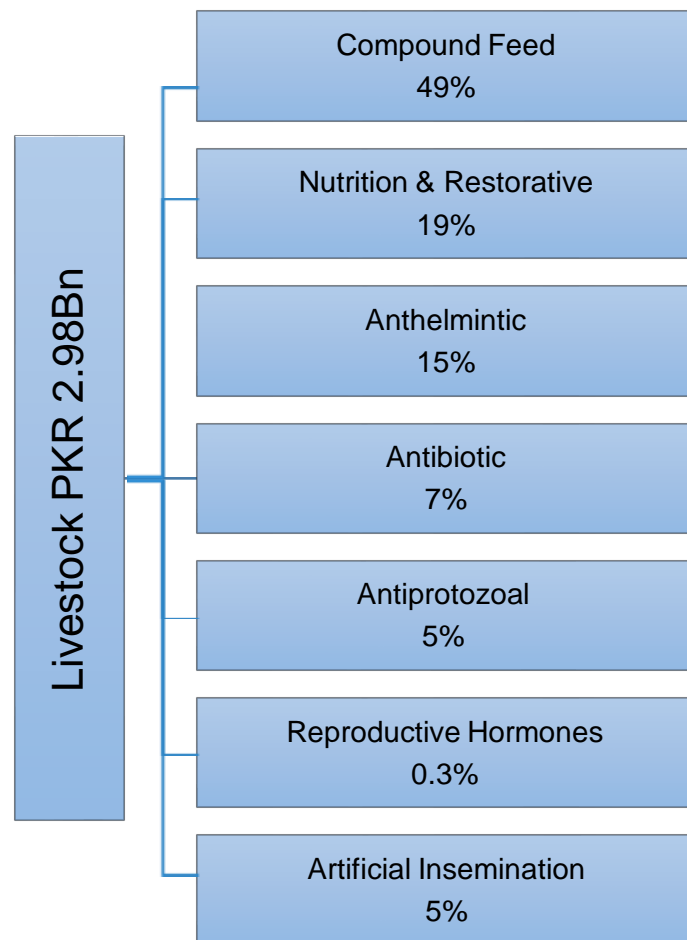 Livestock PKR 2.98Bn
Compound Feed
49%
Nutrition & Restorative
19%
Anthelmintic
15%
Antibiotic
7%
Antiprotozoal
5%
Reproductive Hormones
0.3%
Artificial Insemination
5%